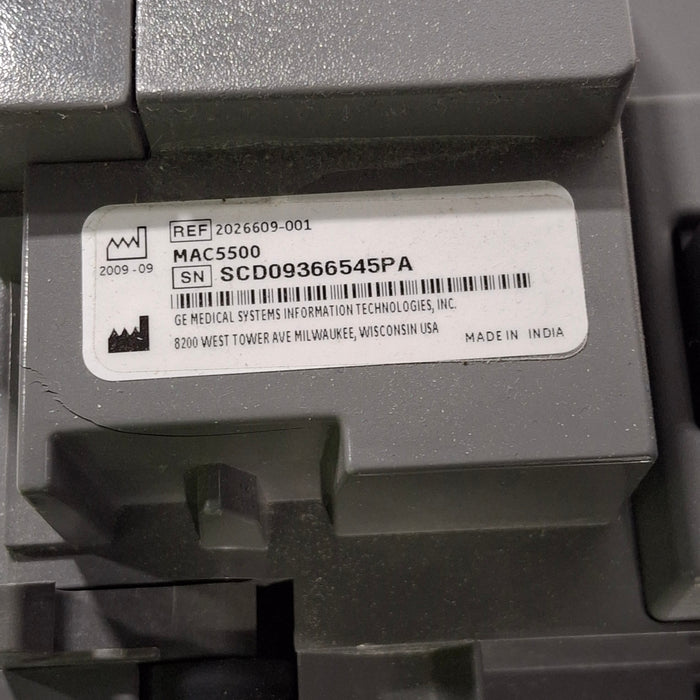 REF 2026609-001
MAC5500
2009-09
SN SCD09366545PA
GE MEDICAL SYSTEMS INFORMATION TECHNOLOGIES, INC.
8200 WEST TOWER AVE MILWAUKEE, WISCONSIN USA
MADE IN INDIA